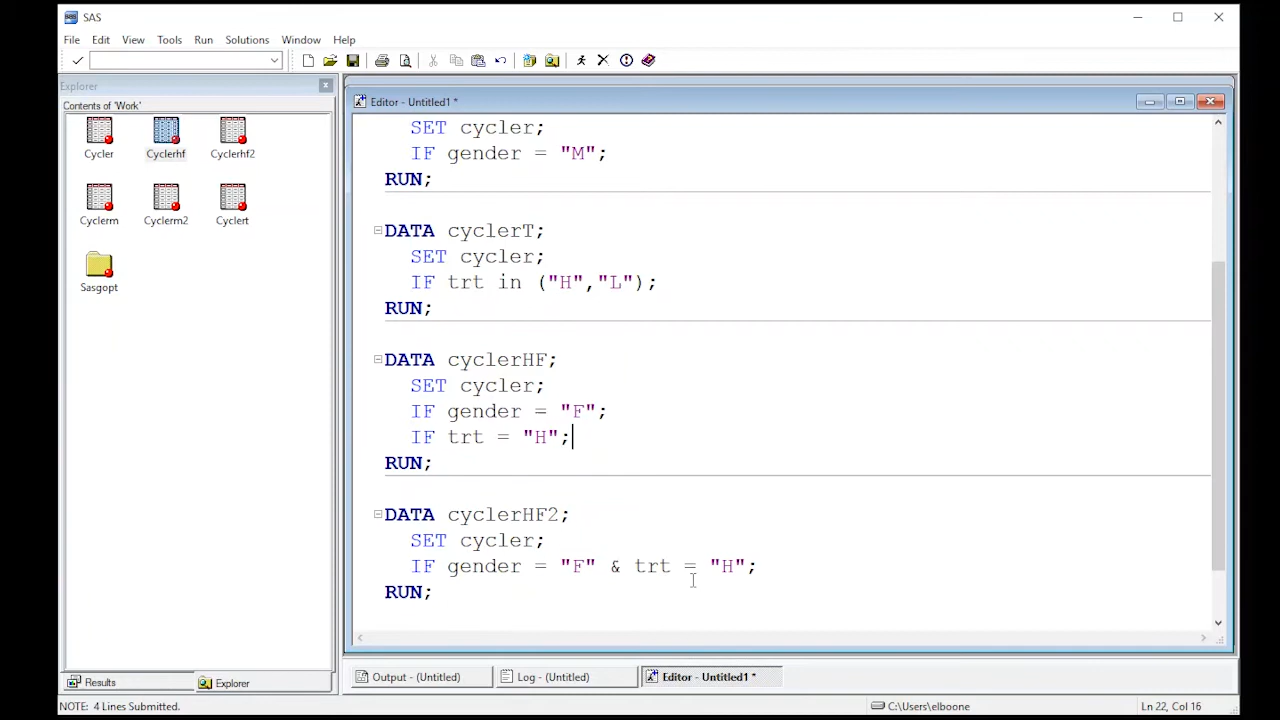 SAS
File Edit View Tools Run Solutions Window Help
Explorer
Contents of 'Work'
Cycler Cyclerhf Cyclerhf2
Cyclerm Cyclerm2 Cyclert
Sasgopt
Editor - Untitled1 *
SET cycler;
IF gender = "M";
RUN;
DATA cyclerT;
SET cycler;
IF trt in ("H","L");
RUN;
DATA cyclerHF;
SET cycler;
IF gender = "F";
IF trt = "H";
RUN;
DATA cyclerHF2;
SET cycler;
IF gender = "F" & trt = "H";
RUN;
Results Explorer
Output - (Untitled) Log - (Untitled) Editor - Untitled1 *
NOTE: 4 Lines Submitted. C:\Users\elboone Ln 22, Col 16